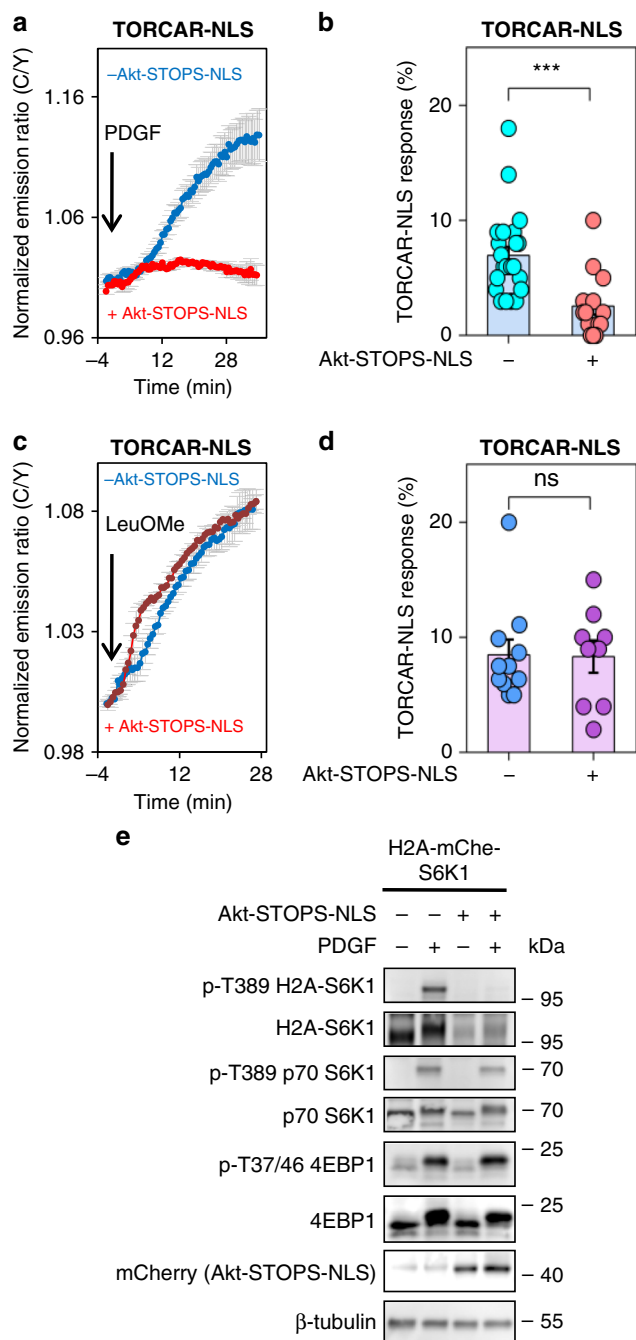 a
TORCAR-NLS
Normalized emission ratio (C/Y)
1.16
1.06
0.96
–Akt-STOPS-NLS
PDGF
+ Akt-STOPS-NLS
–4
12
28
Time (min)
b
TORCAR-NLS
TORCAR-NLS response (%)
20
10
0
***
Akt-STOPS-NLS – +
c
TORCAR-NLS
Normalized emission ratio (C/Y)
1.08
1.03
0.98
–Akt-STOPS-NLS
LeuOMe
+ Akt-STOPS-NLS
–4
12
28
Time (min)
d
TORCAR-NLS
TORCAR-NLS response (%)
20
10
0
ns
Akt-STOPS-NLS – +
e
H2A-mChe-
S6K1
Akt-STOPS-NLS – – + +
PDGF – + – + kDa
p-T389 H2A-S6K1 – 95
H2A-S6K1 – 95
p-T389 p70 S6K1 – 70
p70 S6K1 – 70
p-T37/46 4EBP1 – 25
4EBP1 – 25
mCherry (Akt-STOPS-NLS) – 40
β-tubulin – 55